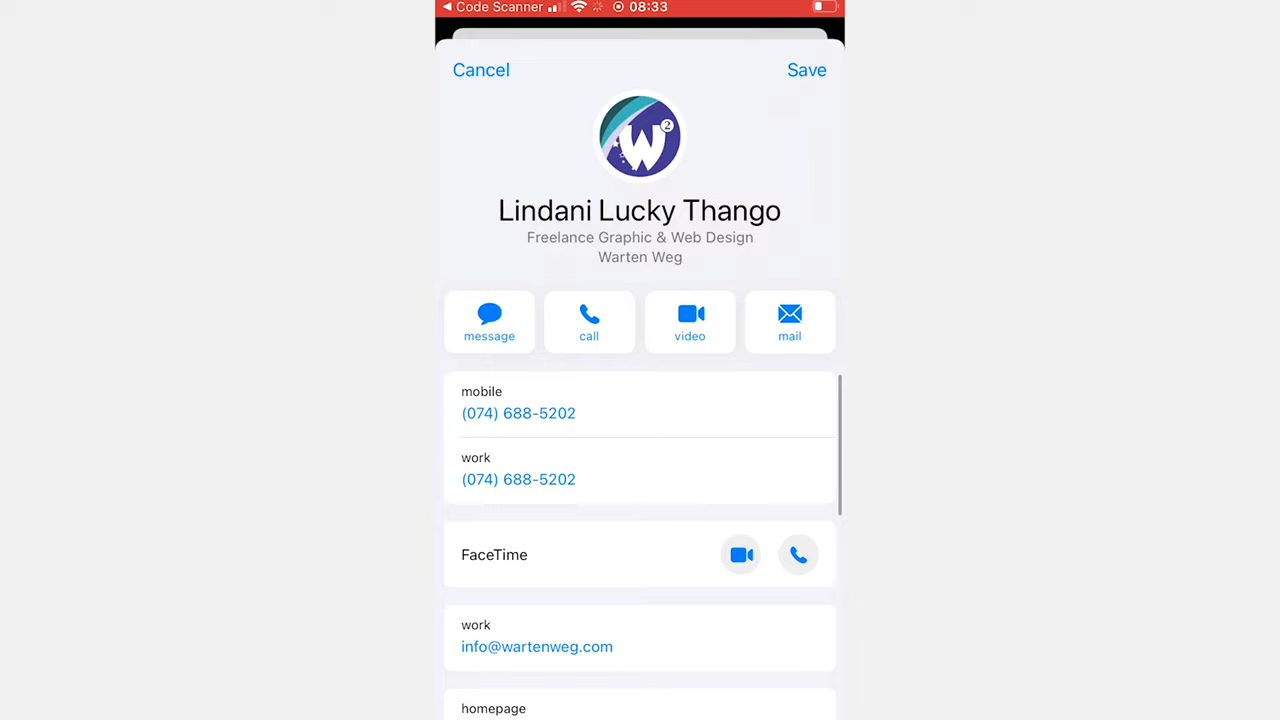 ◀ Code Scanner 08:33
Cancel Save
W 2
Lindani Lucky Thango
Freelance Graphic & Web Design
Warten Weg
message call video mail
mobile
(074) 688-5202
work
(074) 688-5202
FaceTime
work
info@wartenweg.com
homepage